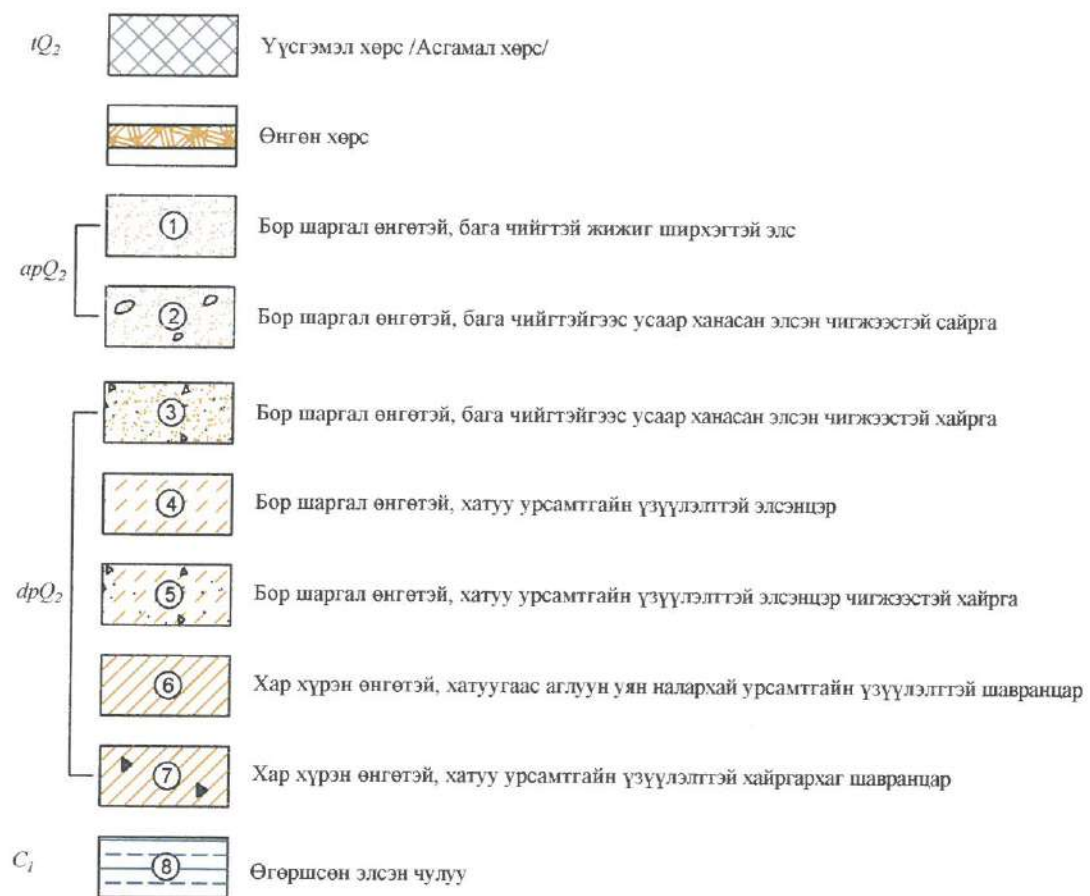 tQ₂ Үүсгэмэл хөрс /Асгамал хөрс/
Өнгөн хөрс
apQ₂
1 Бор шаргал өнгөтэй, бага чийгтэй жижиг ширхэгтэй элс
2 Бор шаргал өнгөтэй, бага чийгтэйгээс усаар ханасан элсэн чигжээстэй сайрга
dpQ₂
3 Бор шаргал өнгөтэй, бага чийгтэйгээс усаар ханасан элсэн чигжээстэй хайрга
4 Бор шаргал өнгөтэй, хатуу урсамтгайн үзүүлэлттэй элсэнцэр
5 Бор шаргал өнгөтэй, хатуу урсамтгайн үзүүлэлттэй элсэнцэр чигжээстэй хайрга
6 Хар хүрэн өнгөтэй, хатуугаас аглуун уян налархай урсамтгайн үзүүлэлттэй шавранцар
7 Хар хүрэн өнгөтэй, хатуу урсамтгайн үзүүлэлттэй хайргархаг шавранцар
C₁ 8 Өгөршсөн элсэн чулуу